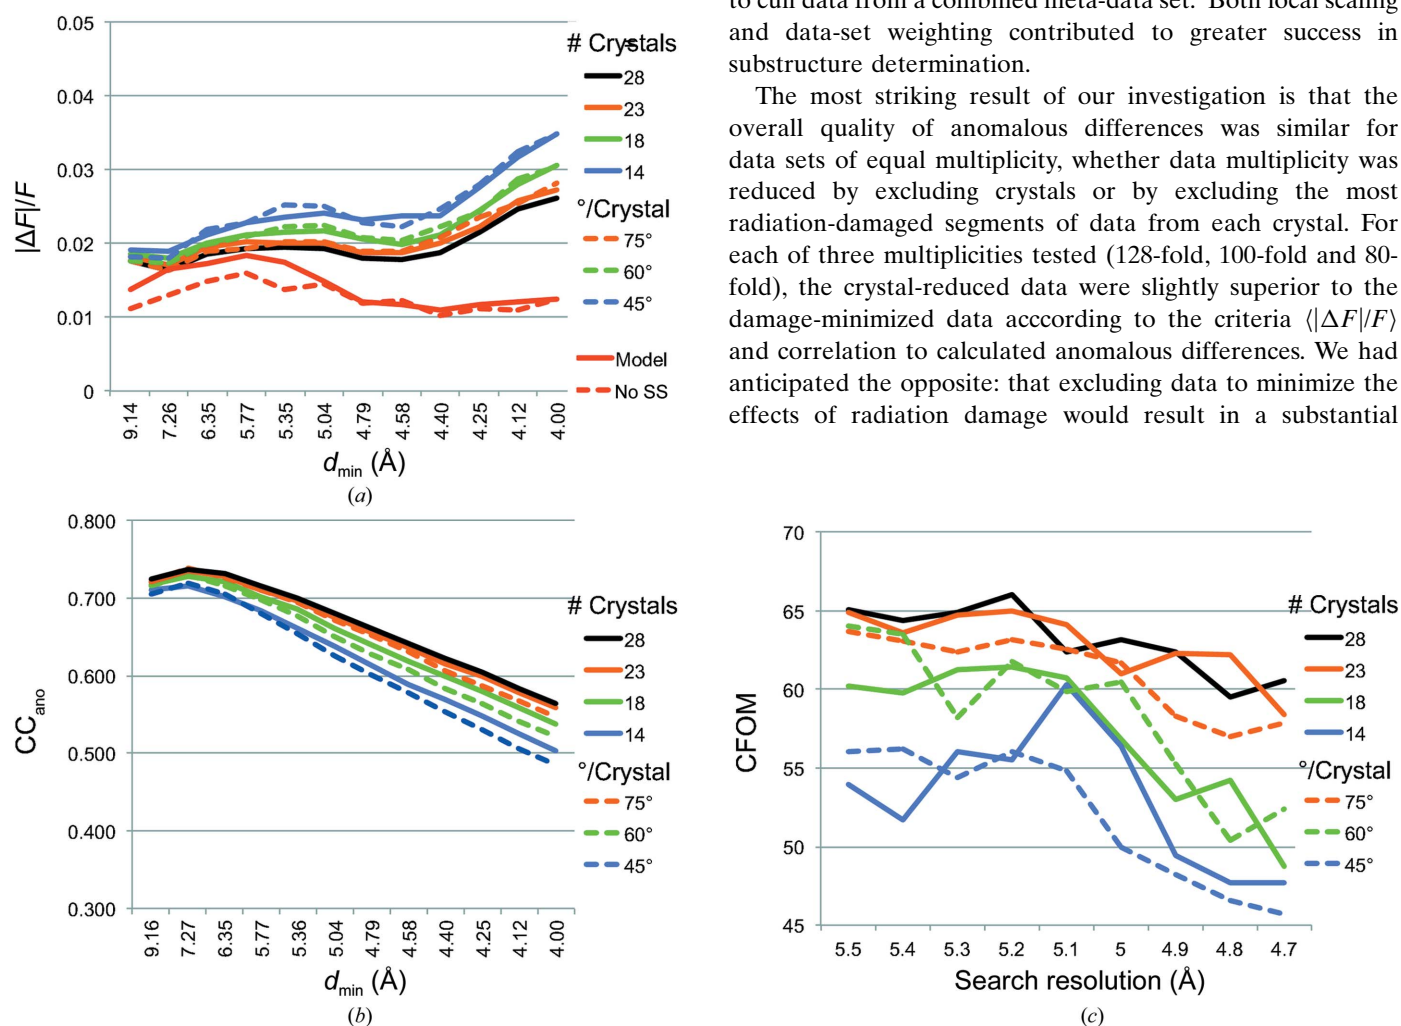 to cull data from a combined meta-data set. Both local scaling
and data-set weighting contributed to greater success in
substructure determination.
The most striking result of our investigation is that the
overall quality of anomalous differences was similar for
data sets of equal multiplicity, whether data multiplicity was
reduced by excluding crystals or by excluding the most
radiation-damaged segments of data from each crystal. For
each of three multiplicities tested (128-fold, 100-fold and 80-
fold), the crystal-reduced data were slightly superior to the
damage-minimized data acccording to the criteria ⟨|ΔF|/F⟩
and correlation to calculated anomalous differences. We had
anticipated the opposite: that excluding data to minimize the
effects of radiation damage would result in a substantial
|ΔF|/F
0.05
0.04
0.03
0.02
0.01
0
9.14 7.26 6.35 5.77 5.35 5.04 4.79 4.58 4.40 4.25 4.12 4.00
dmin (Å)
# Crystals
28
23
18
14
°/Crystal
75°
60°
45°
Model
No SS
(a)
CCano
0.800
0.700
0.600
0.500
0.400
0.300
9.16 7.27 6.35 5.77 5.36 5.04 4.79 4.58 4.40 4.25 4.12 4.00
dmin (Å)
# Crystals
28
23
18
14
°/Crystal
75°
60°
45°
(b)
CFOM
70
65
60
55
50
45
5.5 5.4 5.3 5.2 5.1 5 4.9 4.8 4.7
Search resolution (Å)
# Crystals
28
23
18
14
°/Crystal
75°
60°
45°
(c)